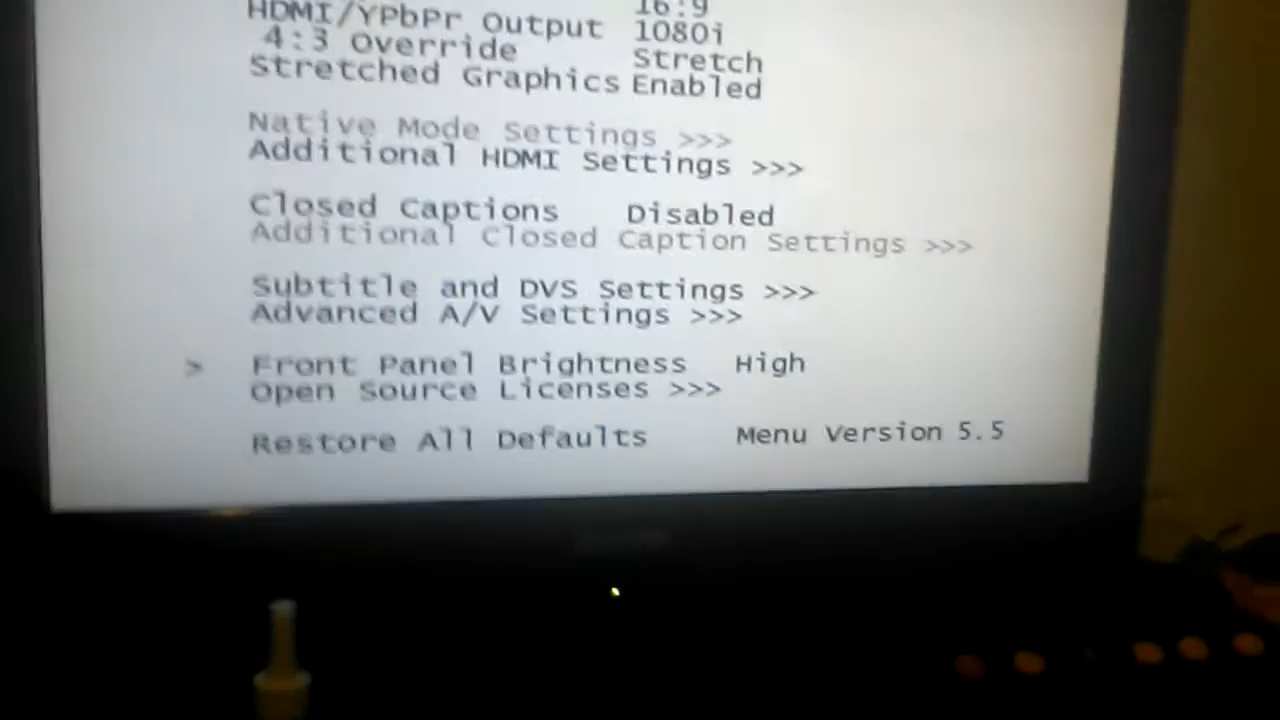 16:9
HDMI/YPbPr Output 1080i
4:3 Override Stretch
Stretched Graphics Enabled
Native Mode Settings >>>
Additional HDMI Settings >>>
Closed Captions Disabled
Additional Closed Caption Settings >>>
Subtitle and DVS Settings >>>
Advanced A/V Settings >>>
> Front Panel Brightness High
Open Source Licenses >>>
Restore All Defaults Menu Version 5.5